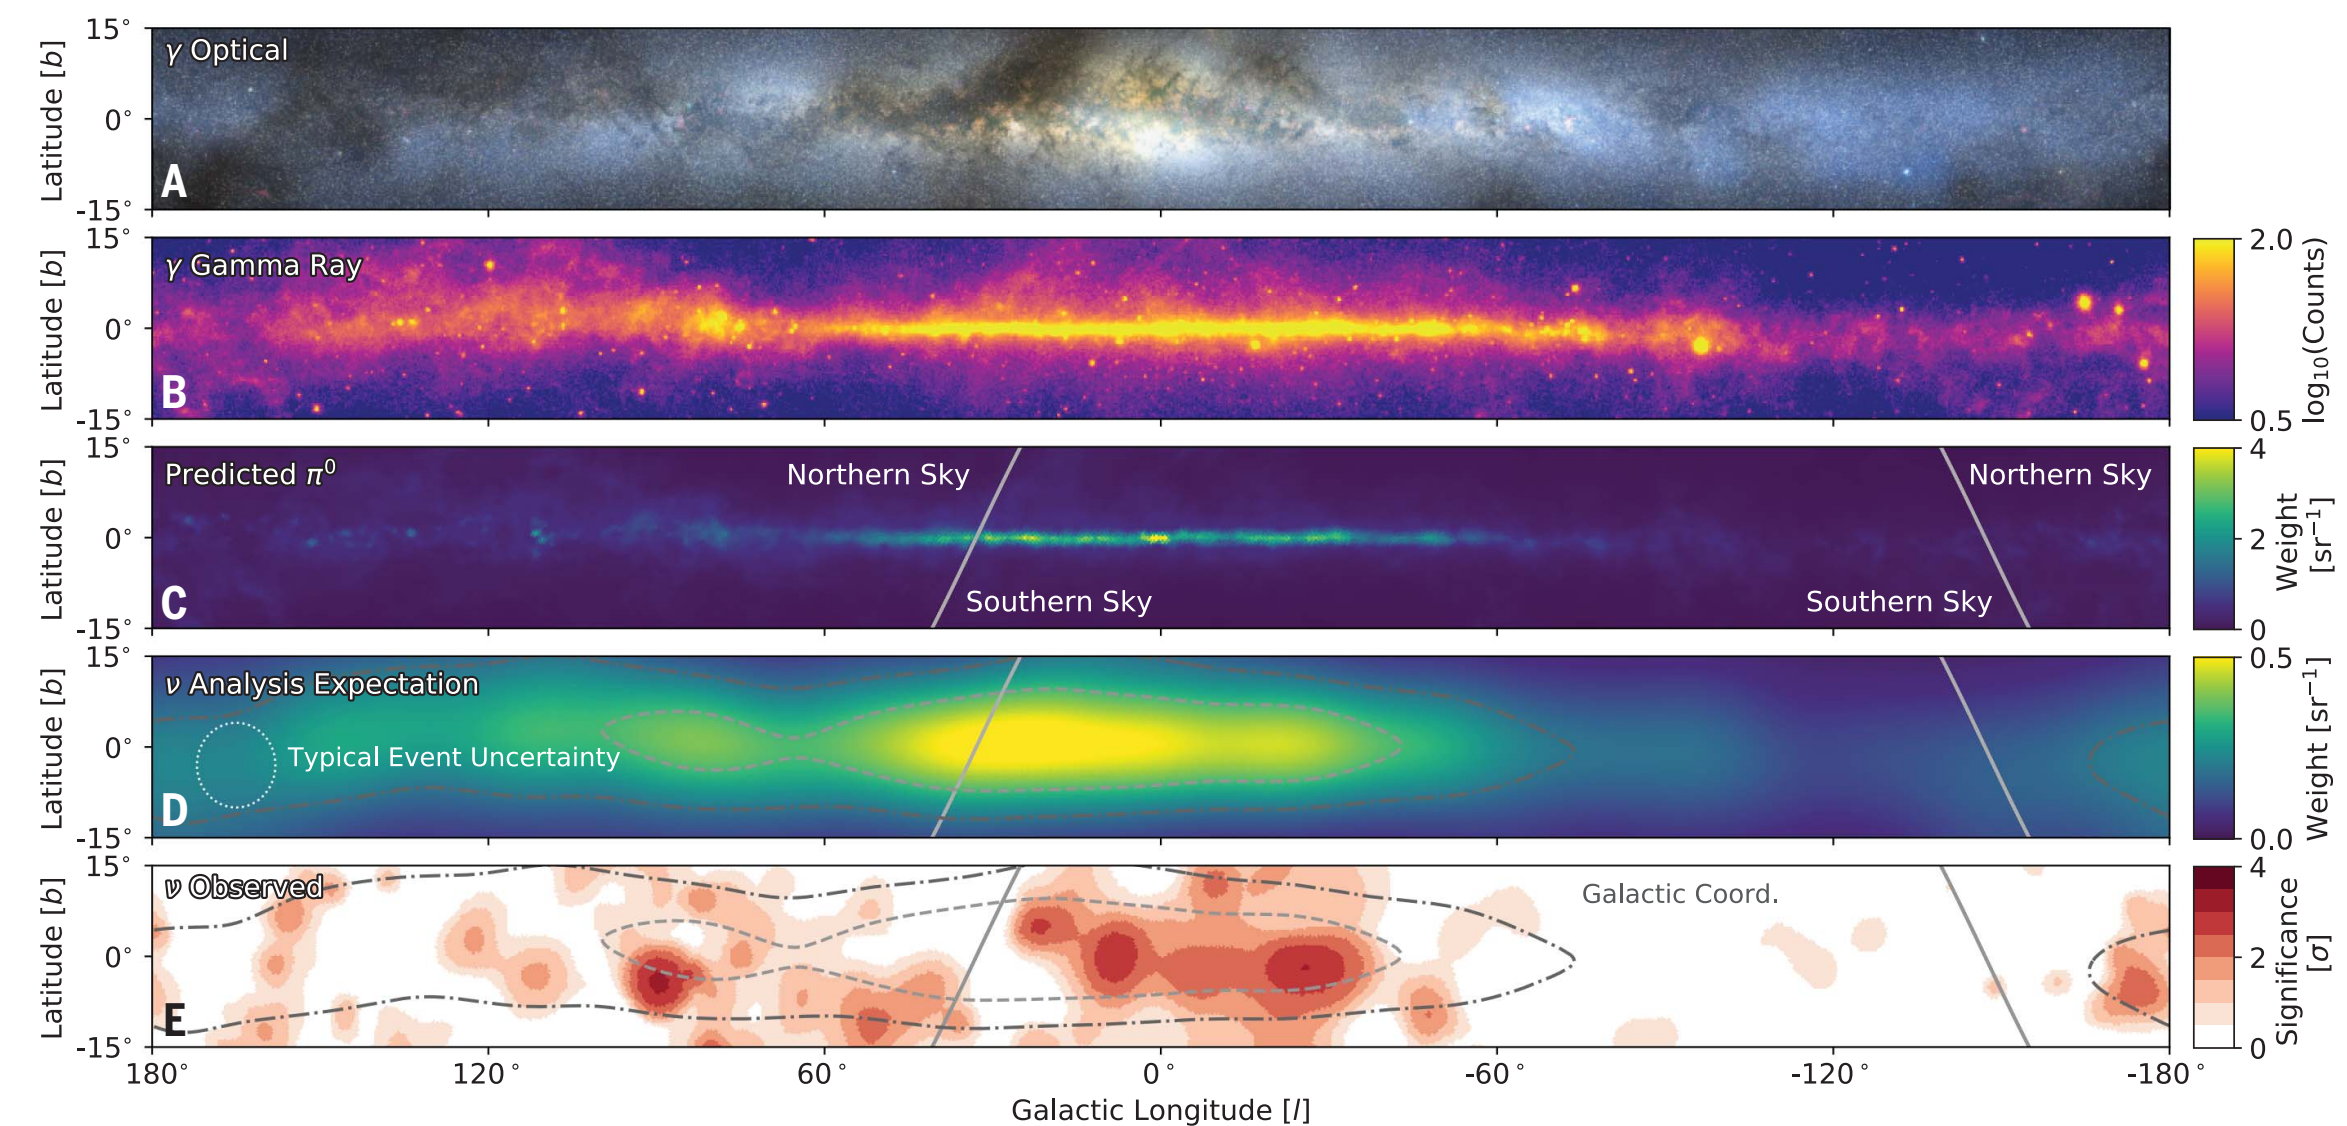 15°
γ Optical
Latitude [b]
0°
A
-15°
15°
γ Gamma Ray
Latitude [b]
0°
B
-15°
2.0
log₁₀(Counts)
0.5
15°
Predicted π⁰
Northern Sky
Northern Sky
Latitude [b]
0°
C
Southern Sky
Southern Sky
-15°
4
2
0
Weight
[sr⁻¹]
15°
ν Analysis Expectation
Latitude [b]
0°
Typical Event Uncertainty
D
-15°
0.5
Weight [sr⁻¹]
0.0
15°
ν Observed
Galactic Coord.
Latitude [b]
0°
E
-15°
4
2
0
Significance
[σ]
180°
120°
60°
0°
-60°
-120°
-180°
Galactic Longitude [l]